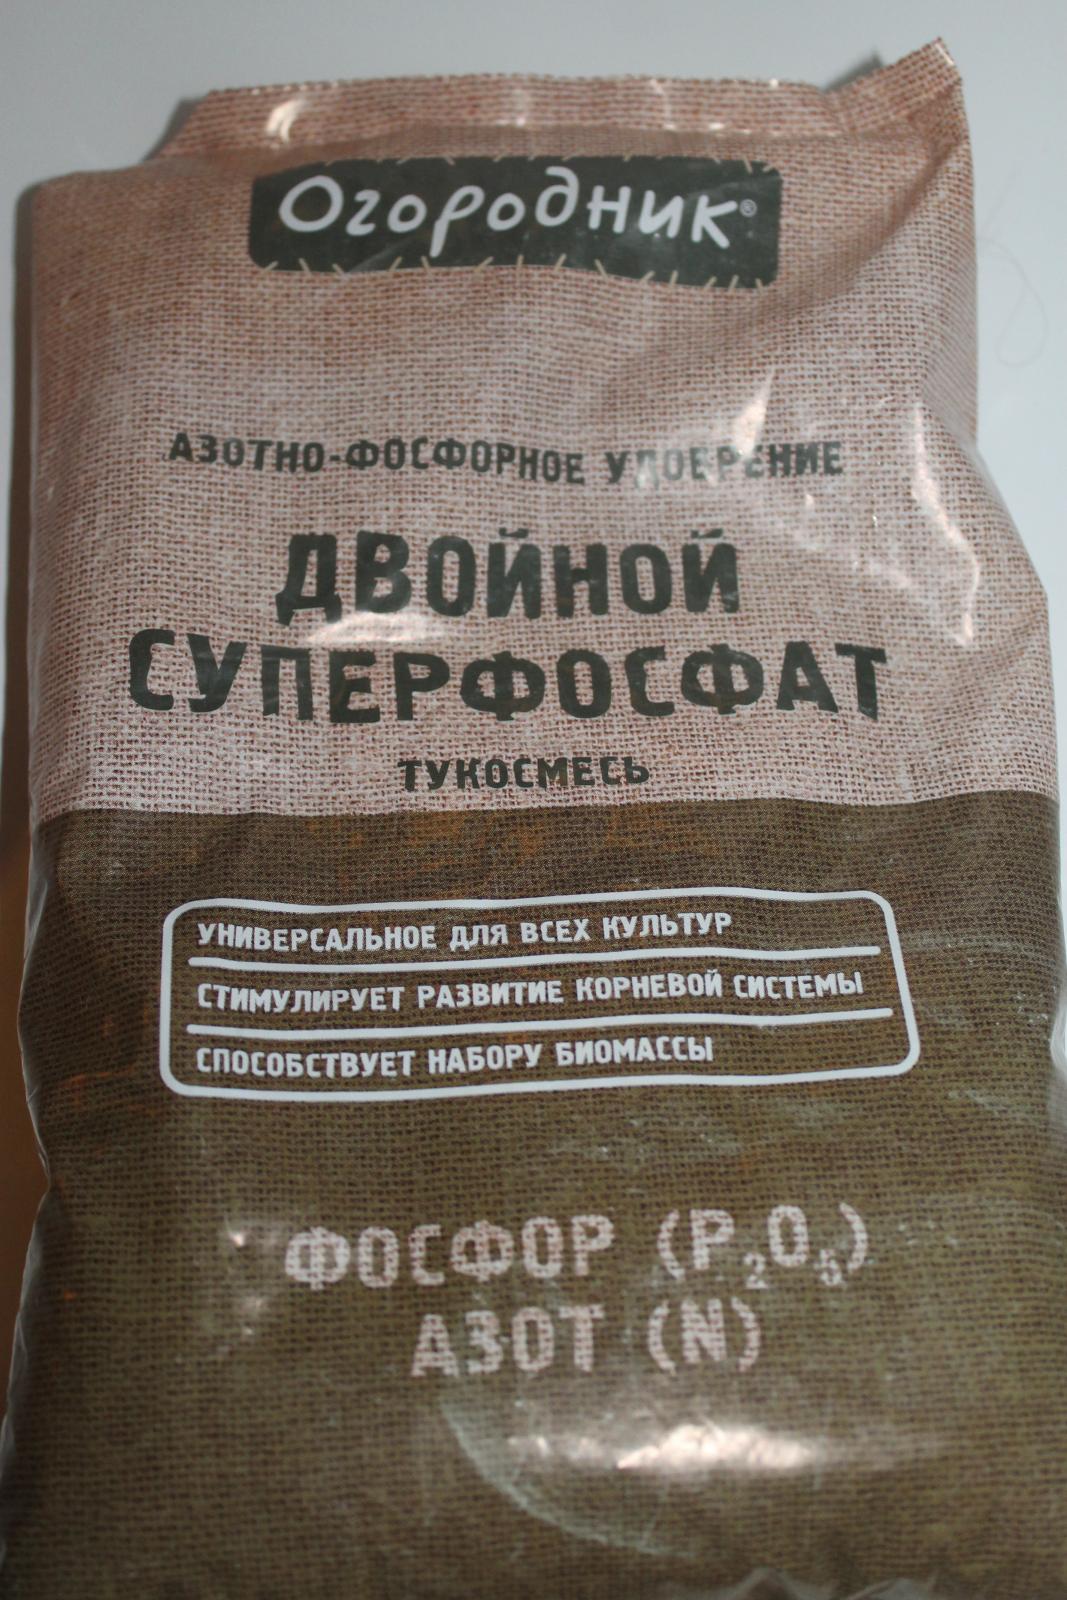 Огородник®
АЗОТНО-ФОСФОРНОЕ УДОБРЕНИЕ
ДВОЙНОЙ
СУПЕРФОСФАТ
ТУКОСМЕСЬ
УНИВЕРСАЛЬНОЕ ДЛЯ ВСЕХ КУЛЬТУР
СТИМУЛИРУЕТ РАЗВИТИЕ КОРНЕВОЙ СИСТЕМЫ
СПОСОБСТВУЕТ НАБОРУ БИОМАССЫ
ФОСФОР (P₂O₅)
АЗОТ (N)